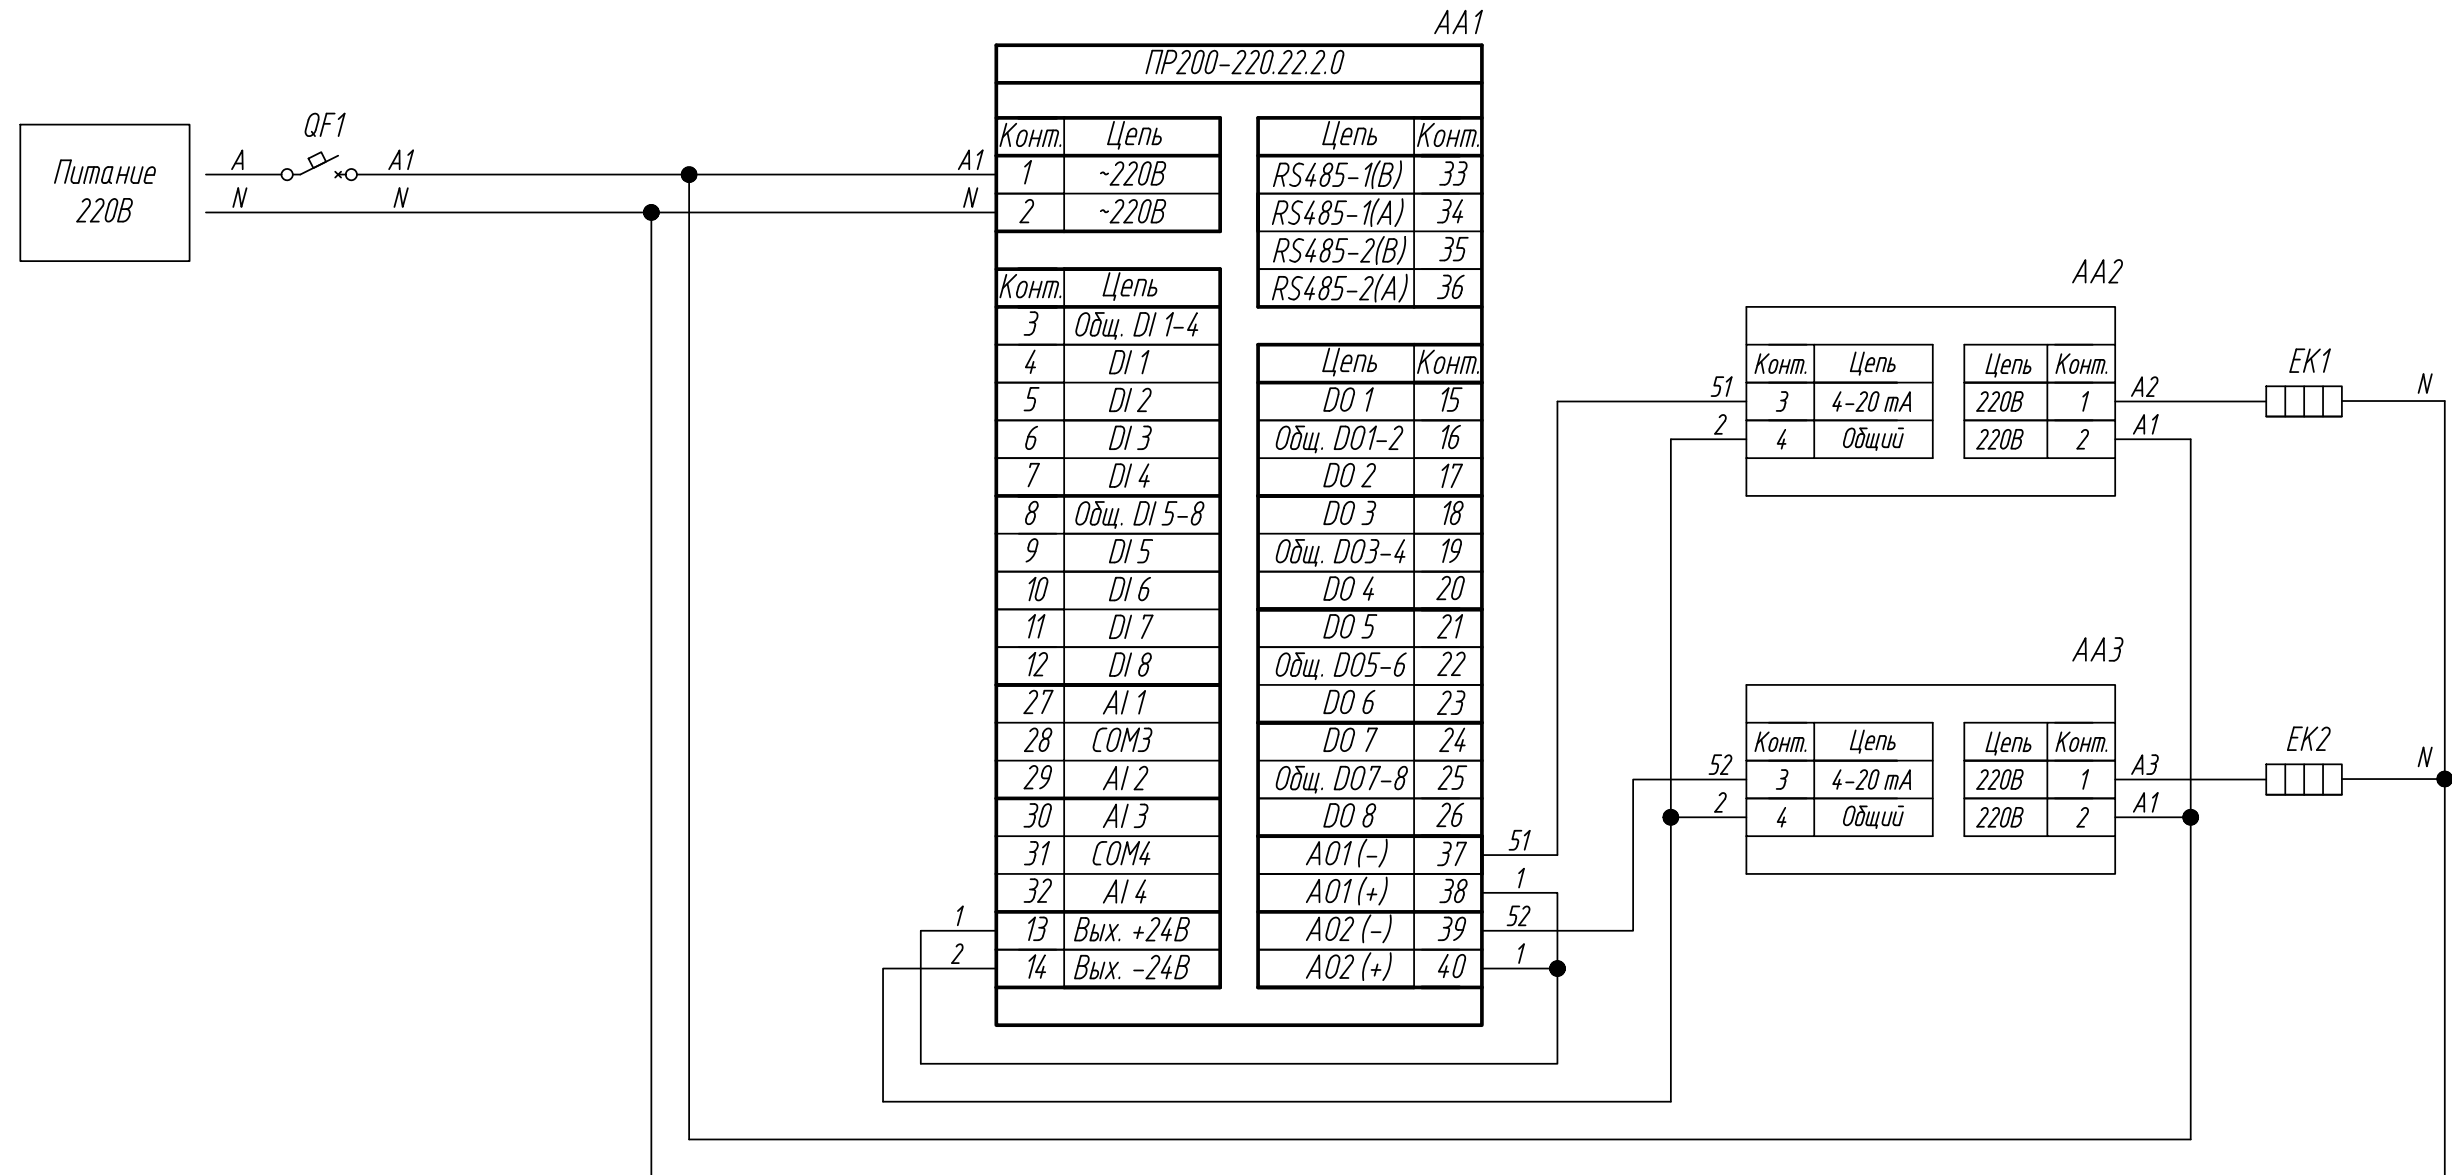 AA1
ПР200-220.22.2.0
Питание
220В
A
QF1
A1
A1
N
N
N
Конт. Цепь
1 ~220В
2 ~220В
Цепь Конт.
RS485-1(B) 33
RS485-1(A) 34
RS485-2(B) 35
RS485-2(A) 36
Конт. Цепь
3 Общ. DI 1-4
4 DI 1
5 DI 2
6 DI 3
7 DI 4
8 Общ. DI 5-8
9 DI 5
10 DI 6
11 DI 7
12 DI 8
27 AI 1
28 COM3
29 AI 2
30 AI 3
31 COM4
32 AI 4
1 13 Вых. +24В
2 14 Вых. -24В
Цепь Конт.
DO 1 15
Общ. DO1-2 16
DO 2 17
DO 3 18
Общ. DO3-4 19
DO 4 20
DO 5 21
Общ. DO5-6 22
DO 6 23
DO 7 24
Общ. DO7-8 25
DO 8 26
AO1 (-) 37 51
AO1 (+) 38 1
AO2 (-) 39 52
AO2 (+) 40 1
AA2
Конт. Цепь Цепь Конт.
51 3 4-20 mA 220В 1 A2
2 4 Общий 220В 2 A1
EK1
N
AA3
Конт. Цепь Цепь Конт.
52 3 4-20 mA 220В 1 A3
2 4 Общий 220В 2 A1
EK2
N